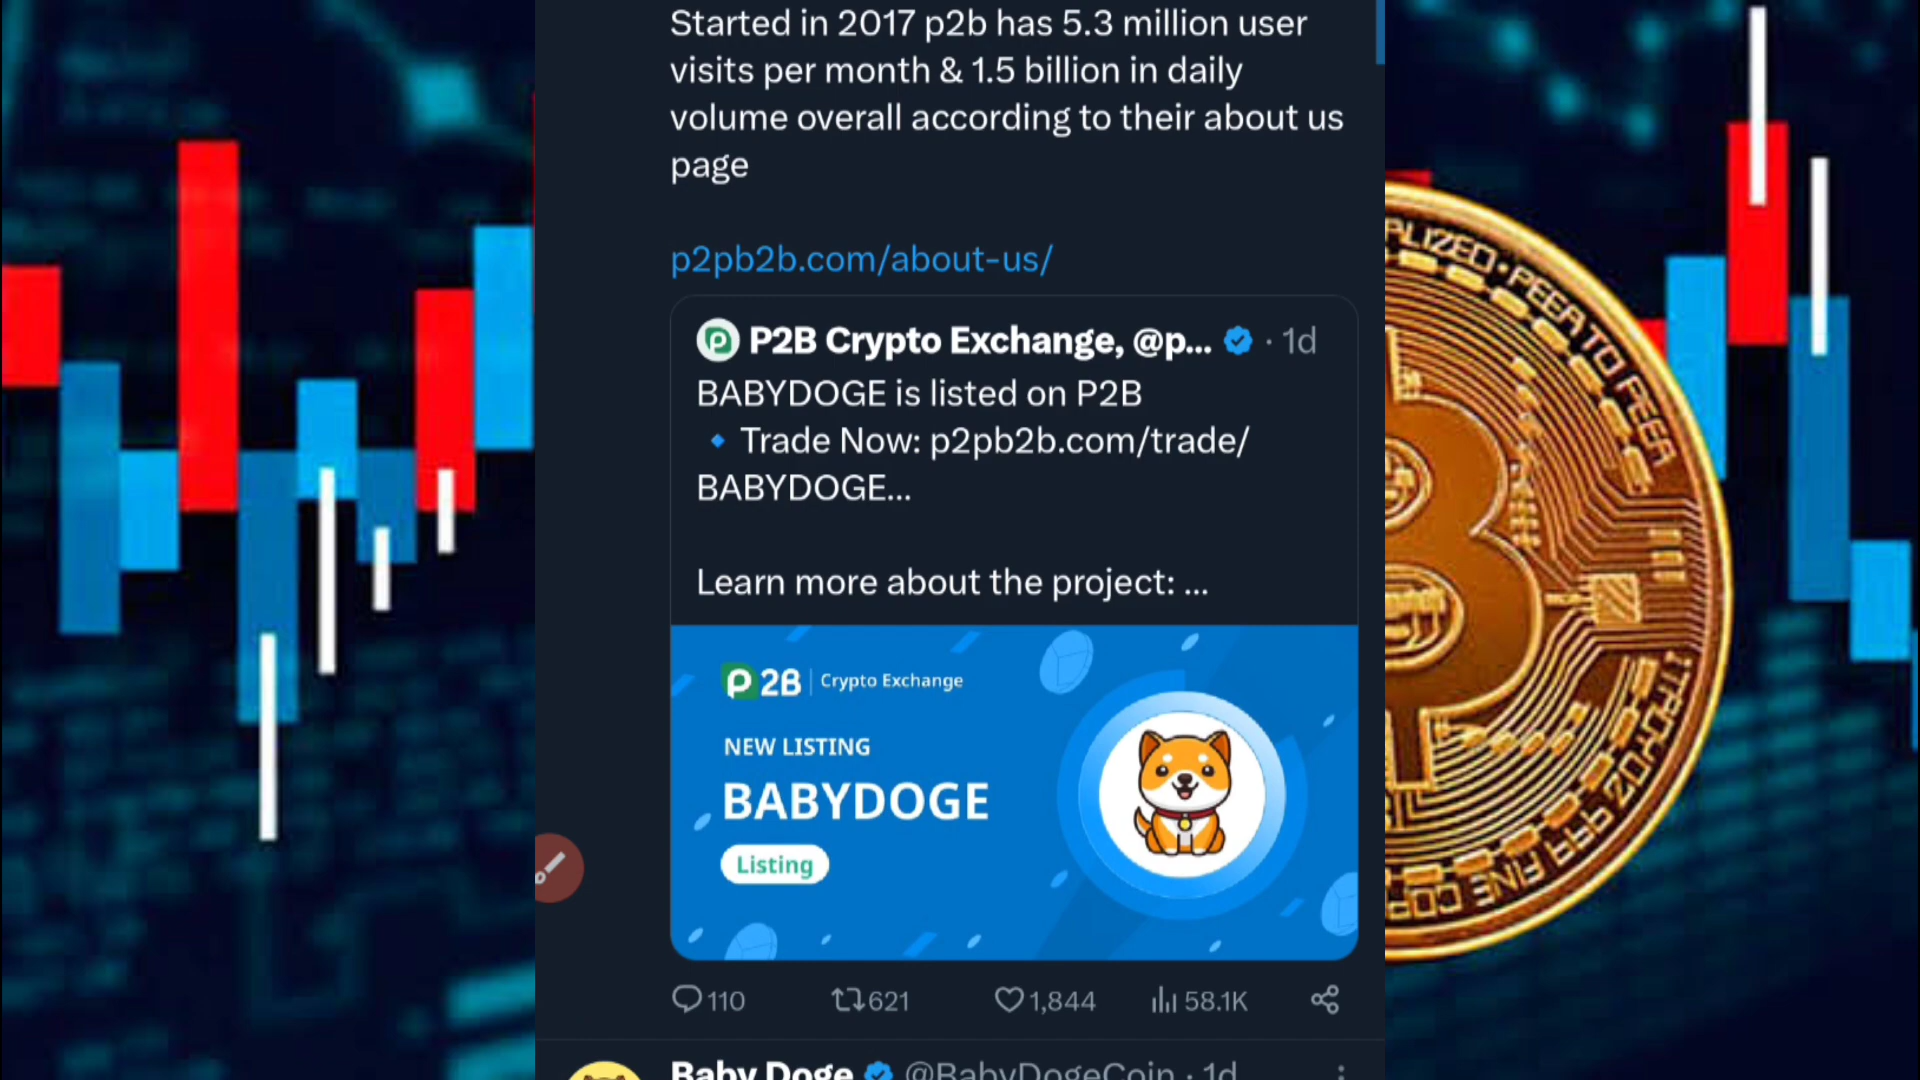 Started in 2017 p2b has 5.3 million user
visits per month & 1.5 billion in daily
volume overall according to their about us
page
p2pb2b.com/about-us/
P2B Crypto Exchange, @p... · 1d
BABYDOGE is listed on P2B
🔹 Trade Now: p2pb2b.com/trade/
BABYDOGE...
Learn more about the project: ...
P2B | Crypto Exchange
NEW LISTING
BABYDOGE
Listing
110 621 1,844 58.1K
Baby Doge @BabyDogeCoin · 1d
PEER TO PEER